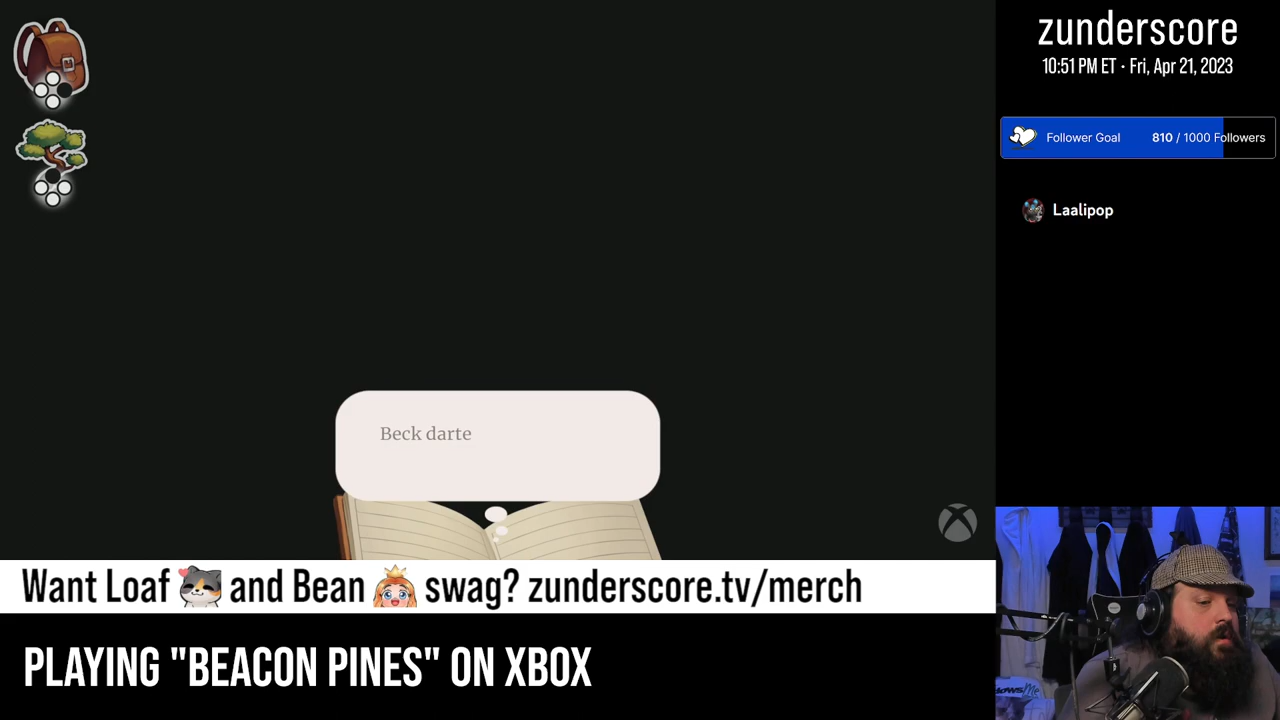 zunderscore
10:51 PM ET • Fri, Apr 21, 2023
Follower Goal 810 / 1000 Followers
Laalipop
Beck darte
Want Loaf and Bean swag? zunderscore.tv/merch
PLAYING "BEACON PINES" ON XBOX